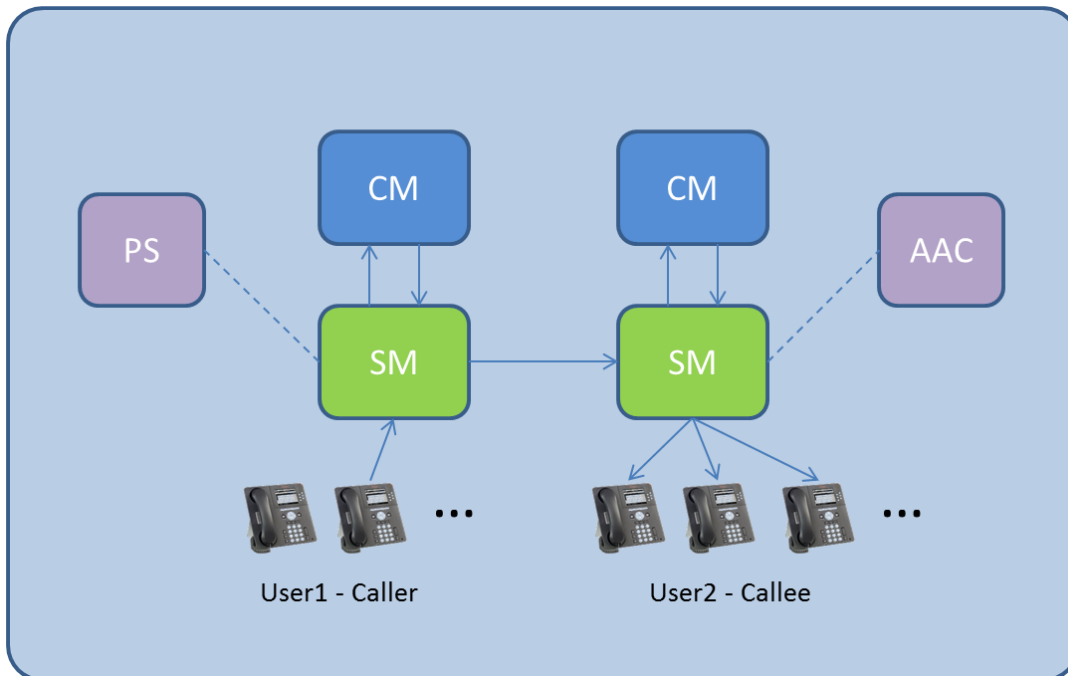 CM
CM
PS
AAC
SM
SM
...
...
User1 - Caller
User2 - Callee